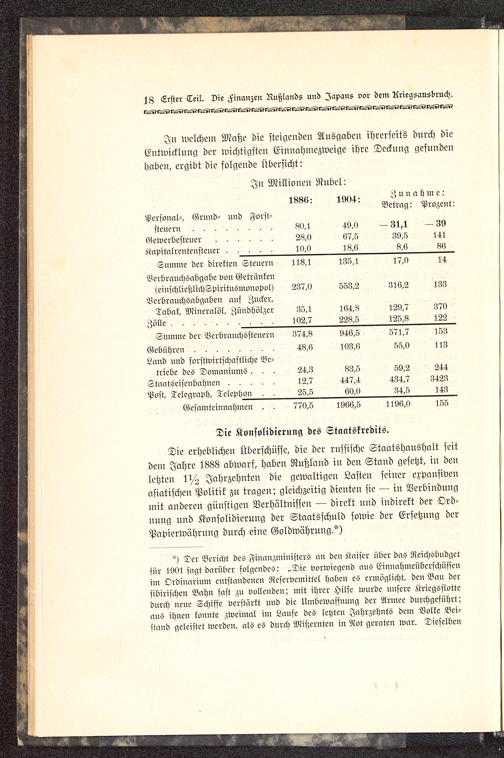 18 Erster Teil. Die Finanzen Rußlands und Japans vor dem Kriegsausbruch.
In welchem Maße die steigenden Ausgaben ihrerseits durch die
Entwicklung der wichtigsten Einnahmezweige ihre Deckung gefunden
haben, ergibt die folgende Übersicht:
In Millionen Rubel:
Zunahme:
1886: 1904: Betrag: Prozent:
Personal-, Grund- und Forst-
steuern . . . . . . . 80,1 49,0 — 31,1 — 39
Gewerbesteuer . . . . . . 28,0 67,5 39,5 141
Kapitalrentensteuer . . . . . 10,0 18,6 8,6 86
Summe der direkten Steuern 118,1 135,1 17,0 14
Verbrauchsabgabe von Getränken
(einschließlich Spiritusmonopol) 237,0 553,2 316,2 133
Verbrauchsabgaben auf Zucker,
Tabak, Mineralöl, Zündhölzer 35,1 164,8 129,7 370
Zölle . . . . . . . . . . 102,7 228,5 125,8 122
Summe der Verbrauchssteuern 374,8 946,5 571,7 153
Gebühren . . . . . . . . 48,6 103,6 55,0 113
Land und forstwirtschaftliche Be-
triebe des Domaniums . . . . 24,3 83,5 59,2 244
Staatseisenbahnen . . . . . 12,7 447,4 434,7 3423
Post, Telegraph, Telephon . . 25,5 60,0 34,5 143
Gesamteinnahmen . . 770,5 1966,5 1196,0 155
Die Konsolidierung des Staatskredits.
Die erheblichen Überschüsse, die der russische Staatshaushalt seit
dem Jahre 1888 abwarf, haben Rußland in den Stand gesetzt, in den
letzten 1½ Jahrzehnten die gewaltigen Lasten seiner expansiven
asiatischen Politik zu tragen; gleichzeitig dienten sie — in Verbindung
mit anderen günstigen Verhältnissen — direkt und indirekt der Ord-
nung und Konsolidierung der Staatsschuld sowie der Ersetzung der
Papierwährung durch eine Goldwährung.*)
*) Der Bericht des Finanzministers an den Kaiser über das Reichsbudget
für 1901 sagt darüber folgendes: „Die vorwiegend aus Einnahmeüberschüssen
im Ordinarium entstandenen Reservemittel haben es ermöglicht, den Bau der
sibirischen Bahn fast zu vollenden; mit ihrer Hilfe wurde unsere Kriegsflotte
durch neue Schiffe verstärkt und die Umbewaffnung der Armee durchgeführt;
aus ihnen konnte zweimal im Laufe des letzten Jahrzehnts dem Volke Bei-
stand geleistet werden, als es durch Mißernten in Not geraten war. Dieselben